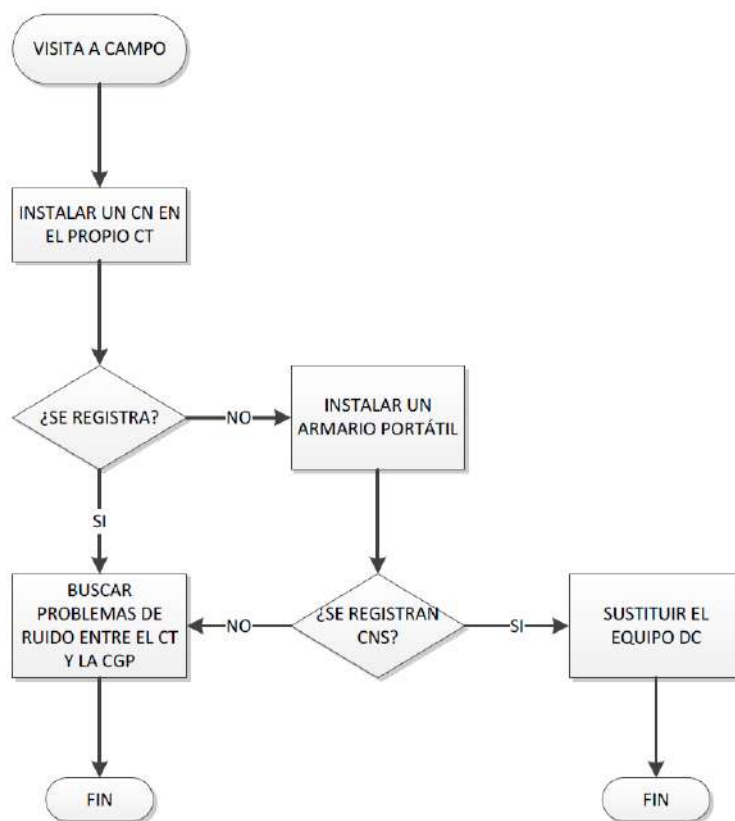 VISITA A CAMPO
INSTALAR UN CN EN
EL PROPIO CT
¿SE REGISTRA?
NO
INSTALAR UN
ARMARIO PORTÁTIL
SI
BUSCAR
PROBLEMAS DE
RUIDO ENTRE EL CT
Y LA CGP
NO
¿SE REGISTRAN
CNS?
SI
SUSTITUIR EL
EQUIPO DC
FIN
FIN